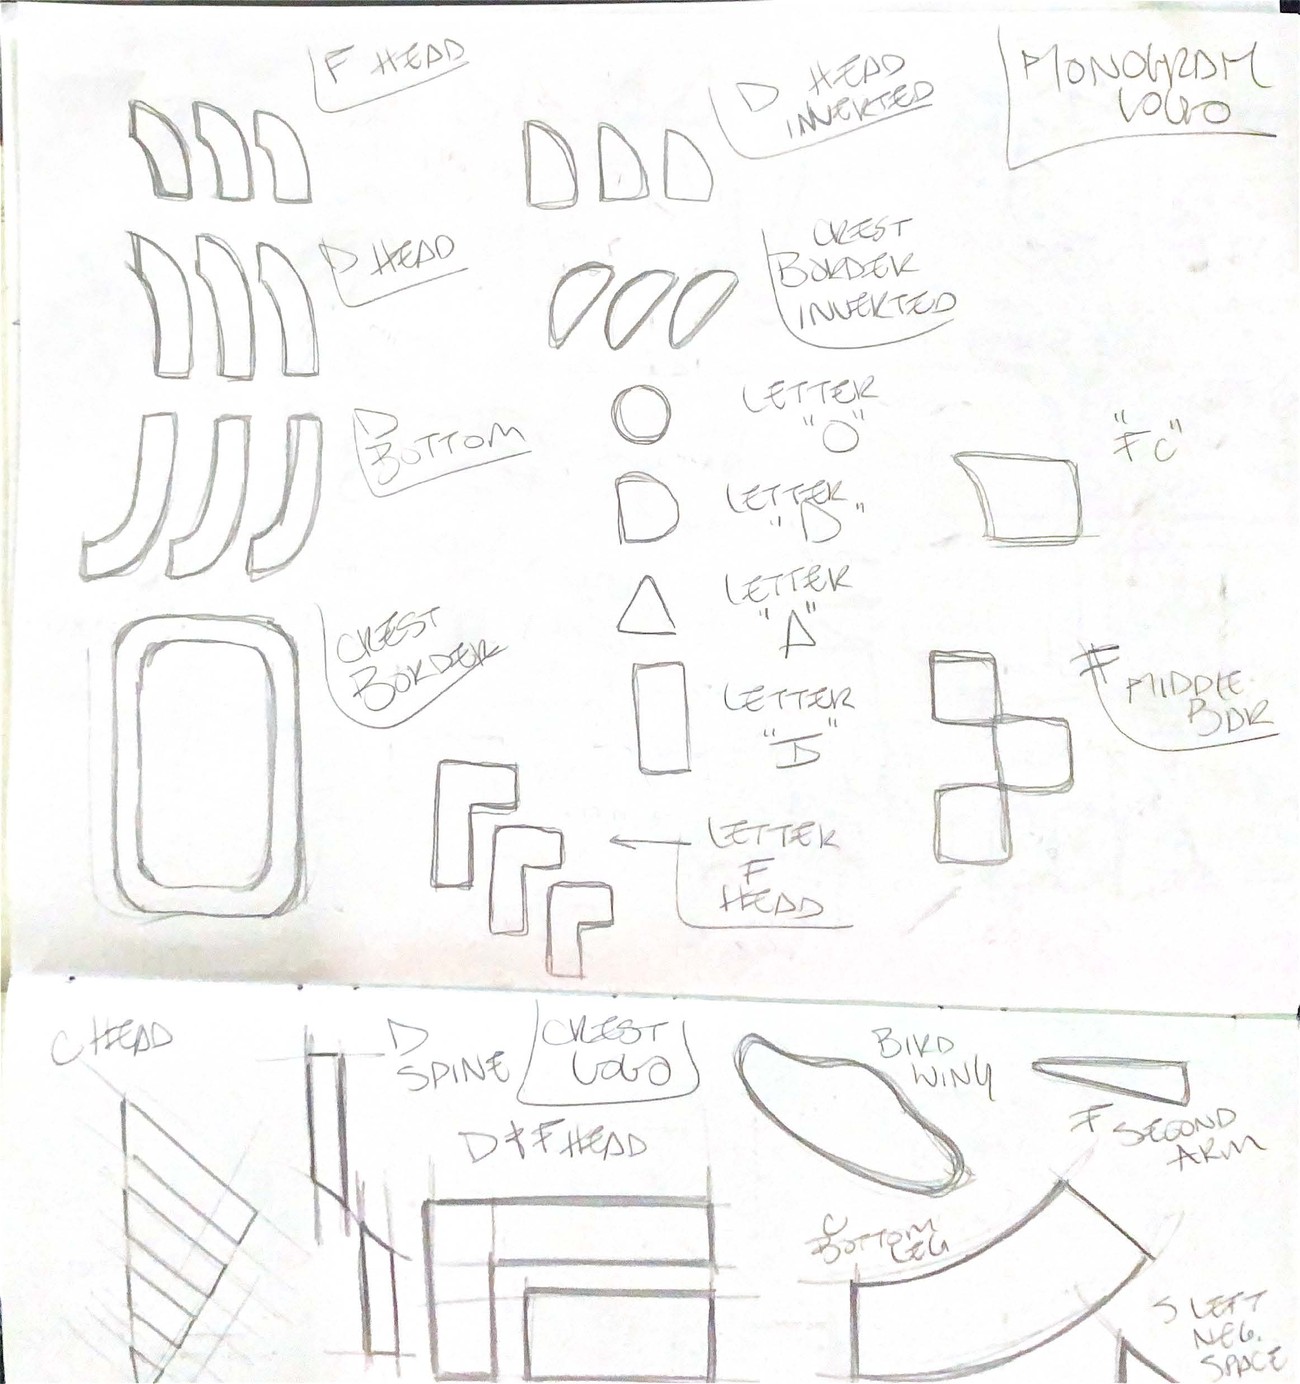 F HEAD
D HEAD
INVERTED
MONOGRAM
LOGO
D HEAD
CREST
BORDER
INVERTED
D
BOTTOM
LETTER
"O"
"FC"
LETTER
"D"
LETTER
"A"
CREST
BORDER
LETTER
"I"
F
MIDDLE
BAR
LETTER
F
HEAD
C HEAD
D
SPINE
CREST
LOGO
BIRD
WING
D & F HEAD
F SECOND
ARM
C
BOTTOM
LEG
S LEFT
NEG.
SPACE